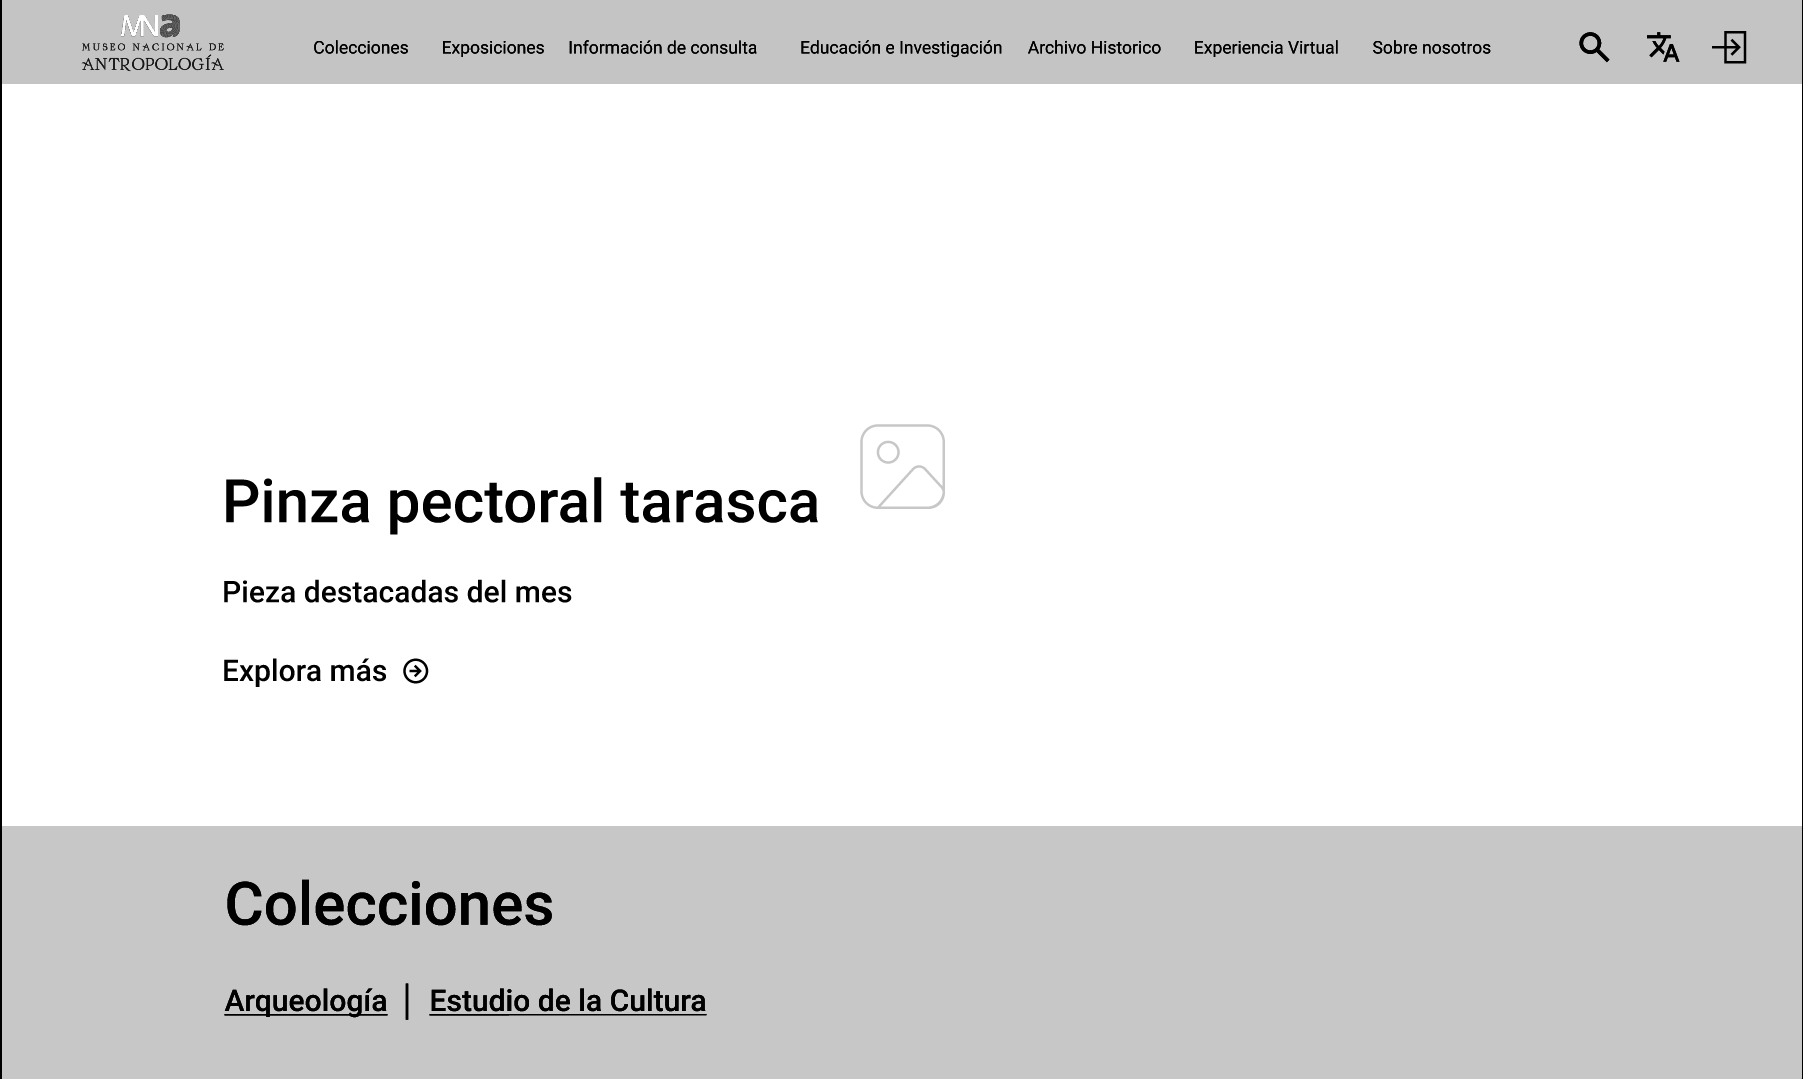 MNa
MUSEO NACIONAL DE
ANTROPOLOGÍA
Colecciones
Exposiciones
Información de consulta
Educación e Investigación
Archivo Historico
Experiencia Virtual
Sobre nosotros
Pinza pectoral tarasca
Pieza destacadas del mes
Explora más
Colecciones
Arqueología | Estudio de la Cultura